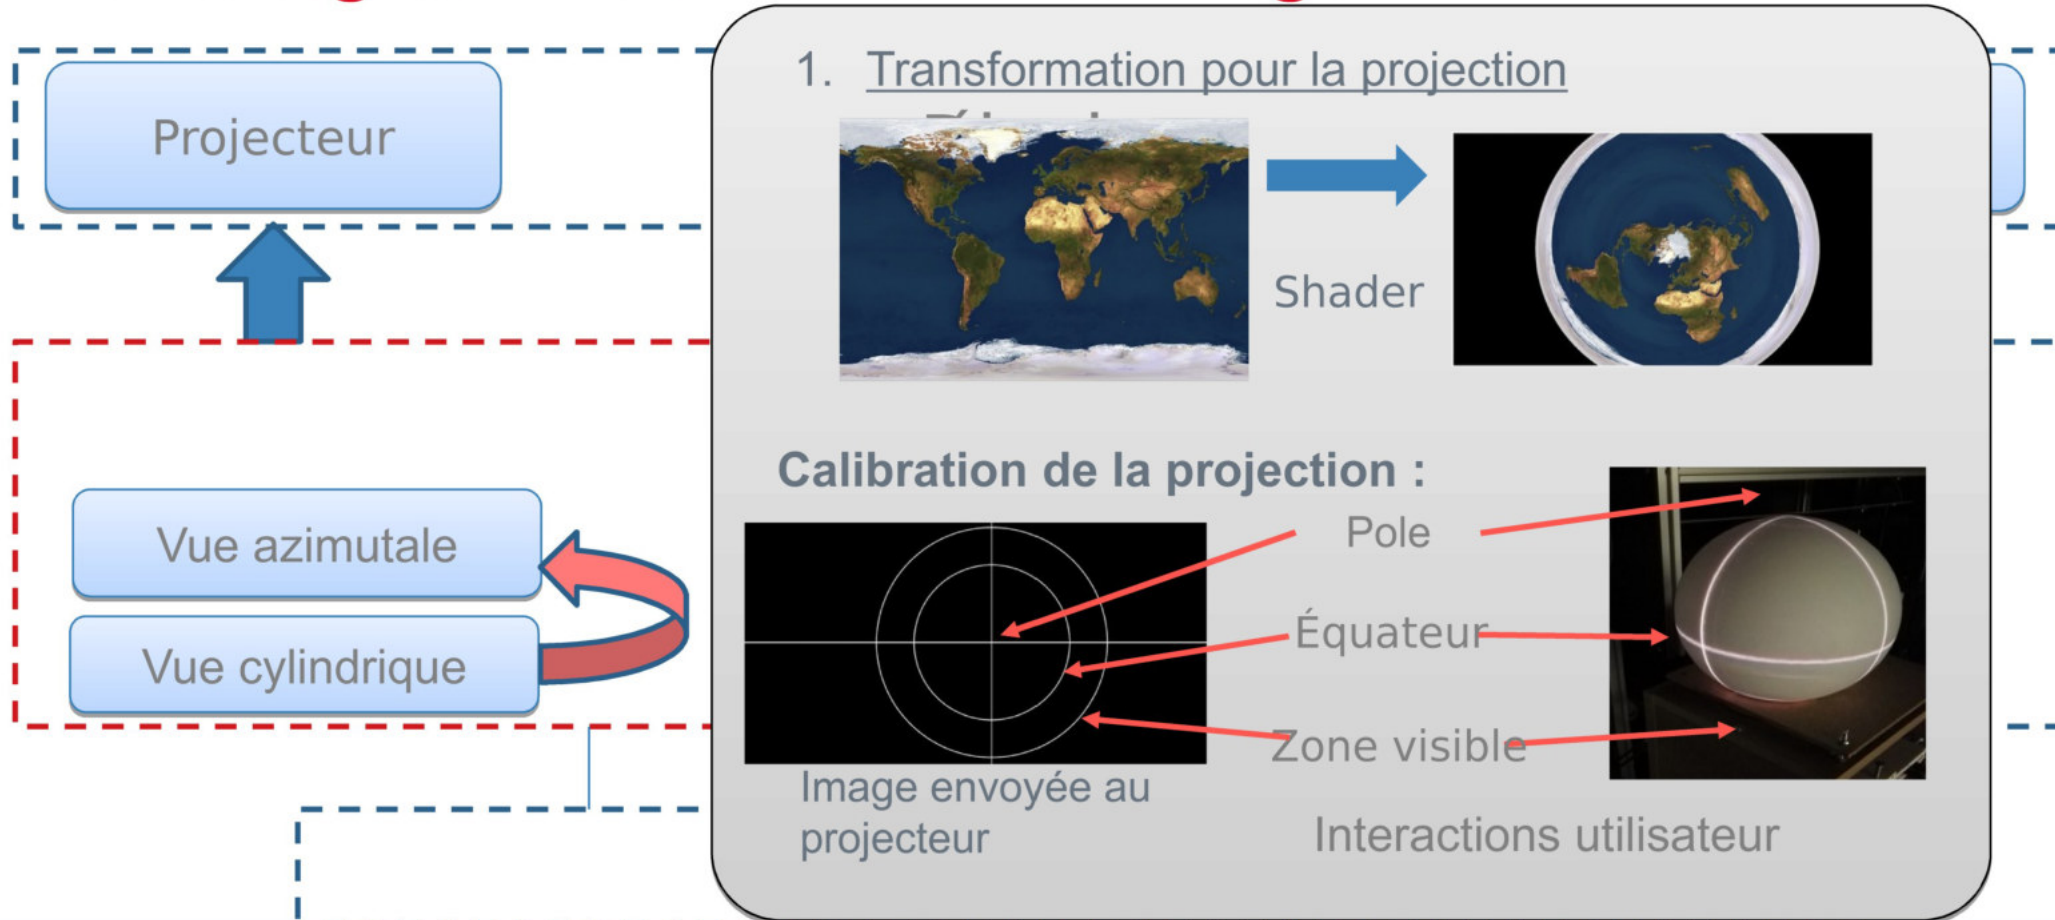 1. Transformation pour la projection
Projecteur
Shader
Calibration de la projection :
Pole
Vue azimutale
Équateur
Vue cylindrique
Zone visible
Image envoyée au
projecteur
Interactions utilisateur